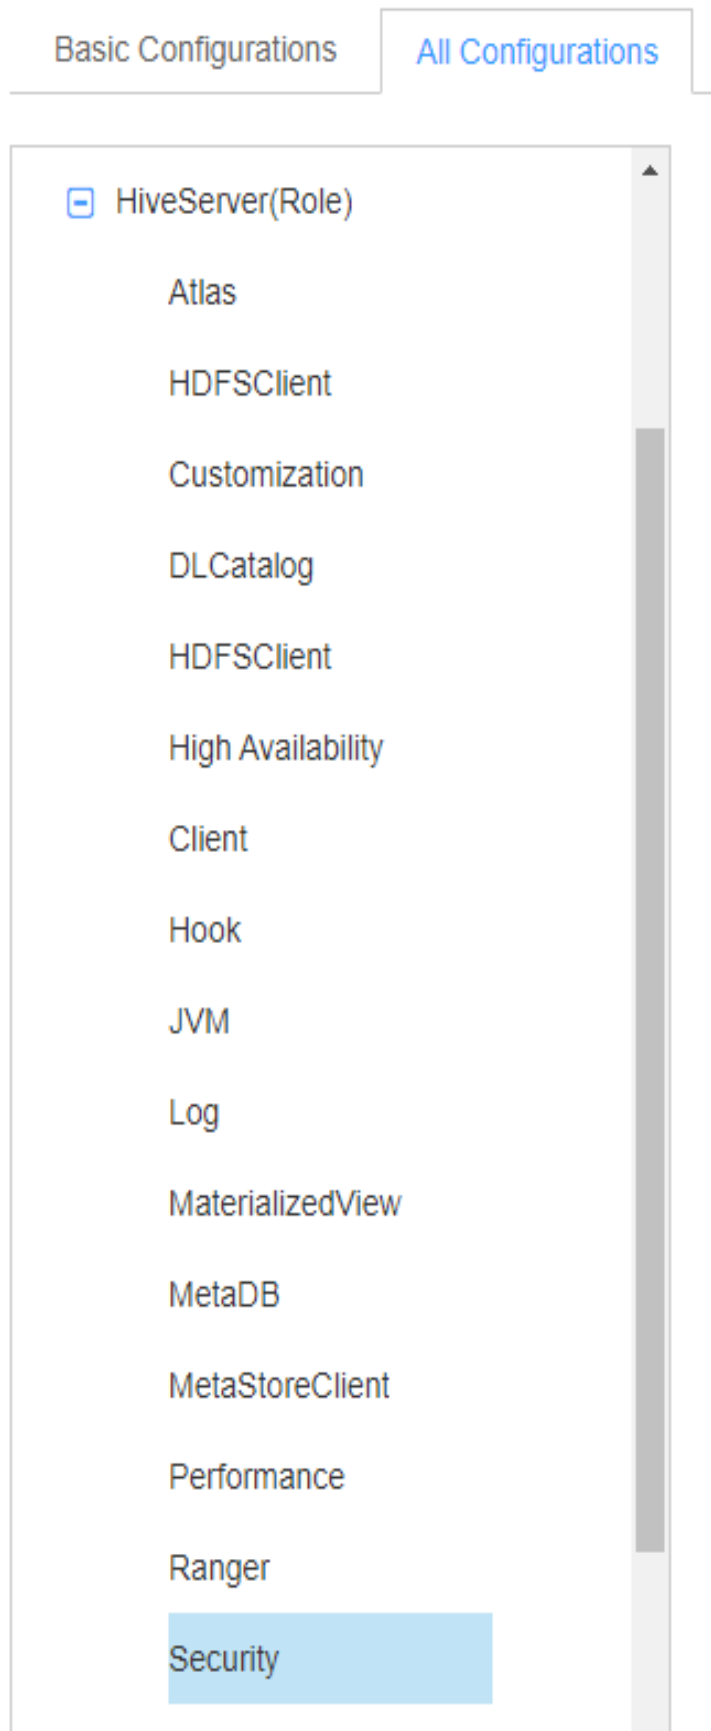 Basic Configurations All Configurations
HiveServer(Role)
Atlas
HDFSClient
Customization
DLCatalog
HDFSClient
High Availability
Client
Hook
JVM
Log
MaterializedView
MetaDB
MetaStoreClient
Performance
Ranger
Security